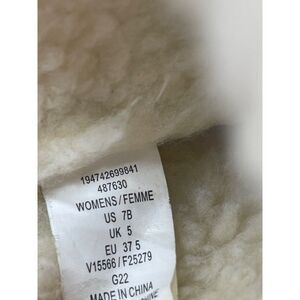 194742699841
487630
WOMENS/FEMME
US 7B
UK 5
EU 37 5
V15566/F25279
G22
MADE IN CHINA